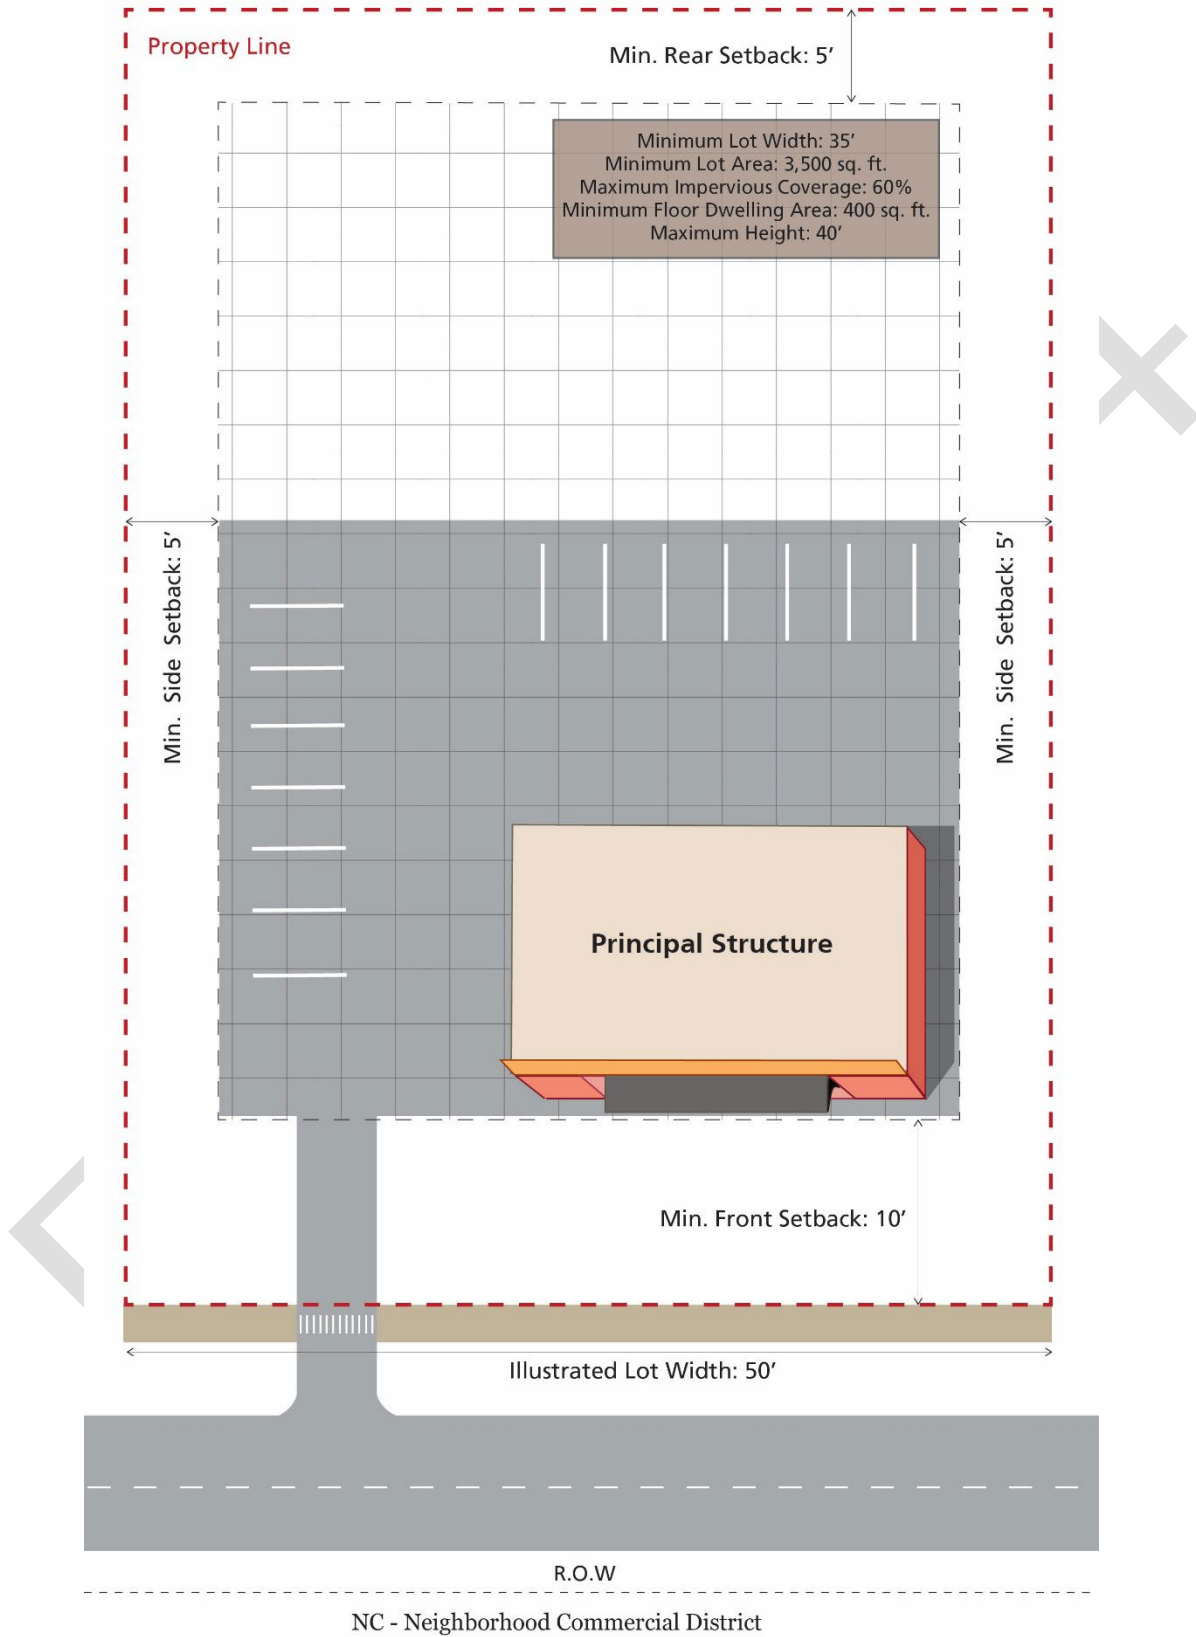 Property Line
Min. Rear Setback: 5’
Minimum Lot Width: 35’
Minimum Lot Area: 3,500 sq. ft.
Maximum Impervious Coverage: 60%
Minimum Floor Dwelling Area: 400 sq. ft.
Maximum Height: 40’
Min. Side Setback: 5’
Min. Side Setback: 5’
Principal Structure
Min. Front Setback: 10’
Illustrated Lot Width: 50’
R.O.W
NC - Neighborhood Commercial District